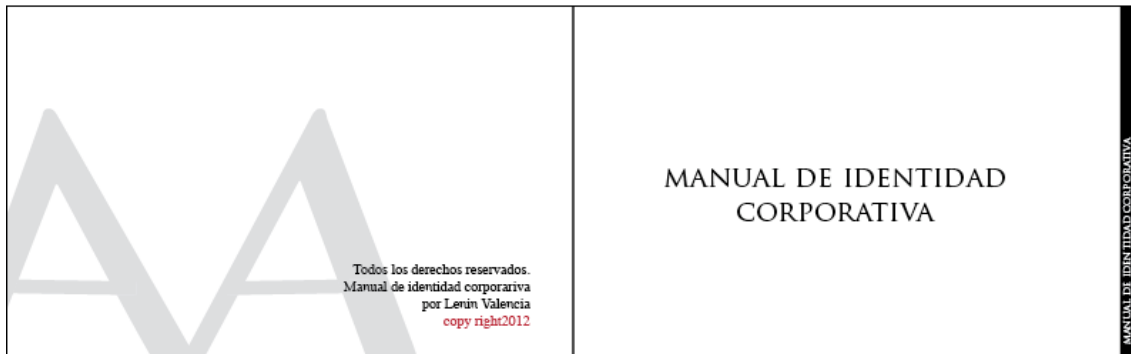 Todos los derechos reservados.
Manual de identidad corporariva
por Lenin Valencia
copy right2012
MANUAL DE IDENTIDAD
CORPORATIVA
MANUAL DE IDENTIDAD CORPORATIVA